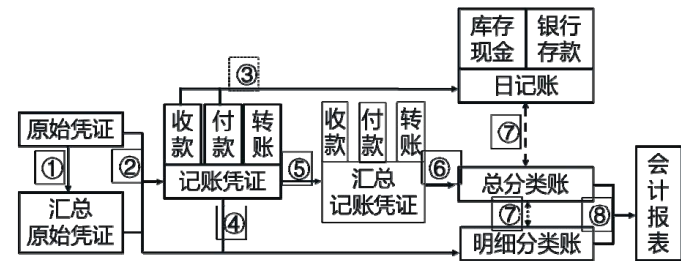 库存现金
银行存款
日记账
③
原始凭证
①
汇总
原始凭证
②
收款
付款
转账
记账凭证
④
⑤
收款
付款
转账
汇总
记账凭证
⑥
⑦
总分类账
⑦
明细分类账
⑧
会计报表